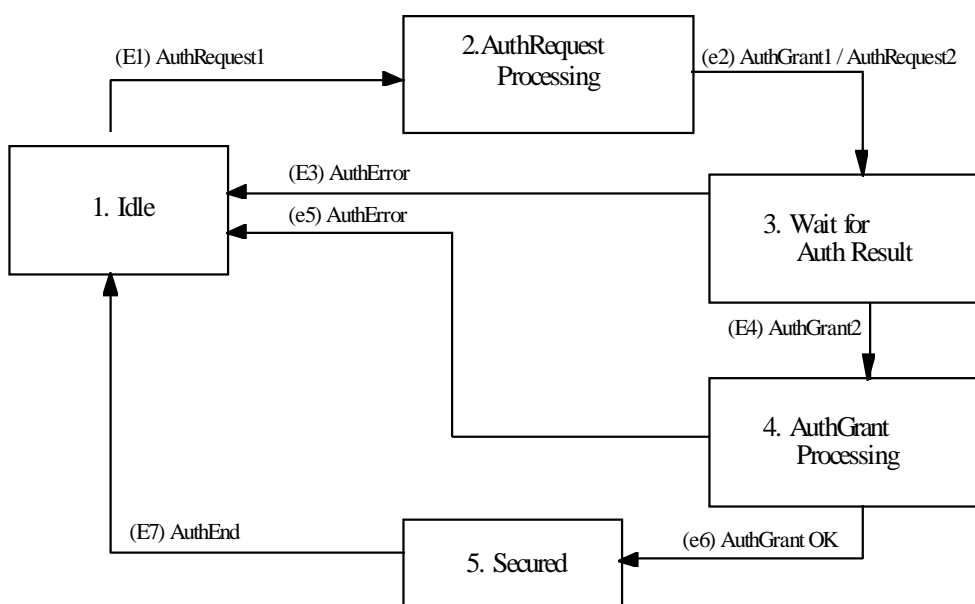 2.AuthRequest
Processing
(E1) AuthRequest1
(e2) AuthGrant1 / AuthRequest2
1. Idle
(E3) AuthError
(e5) AuthError
3. Wait for
Auth Result
(E4) AuthGrant2
4. AuthGrant
Processing
(E7) AuthEnd
(e6) AuthGrant OK
5. Secured